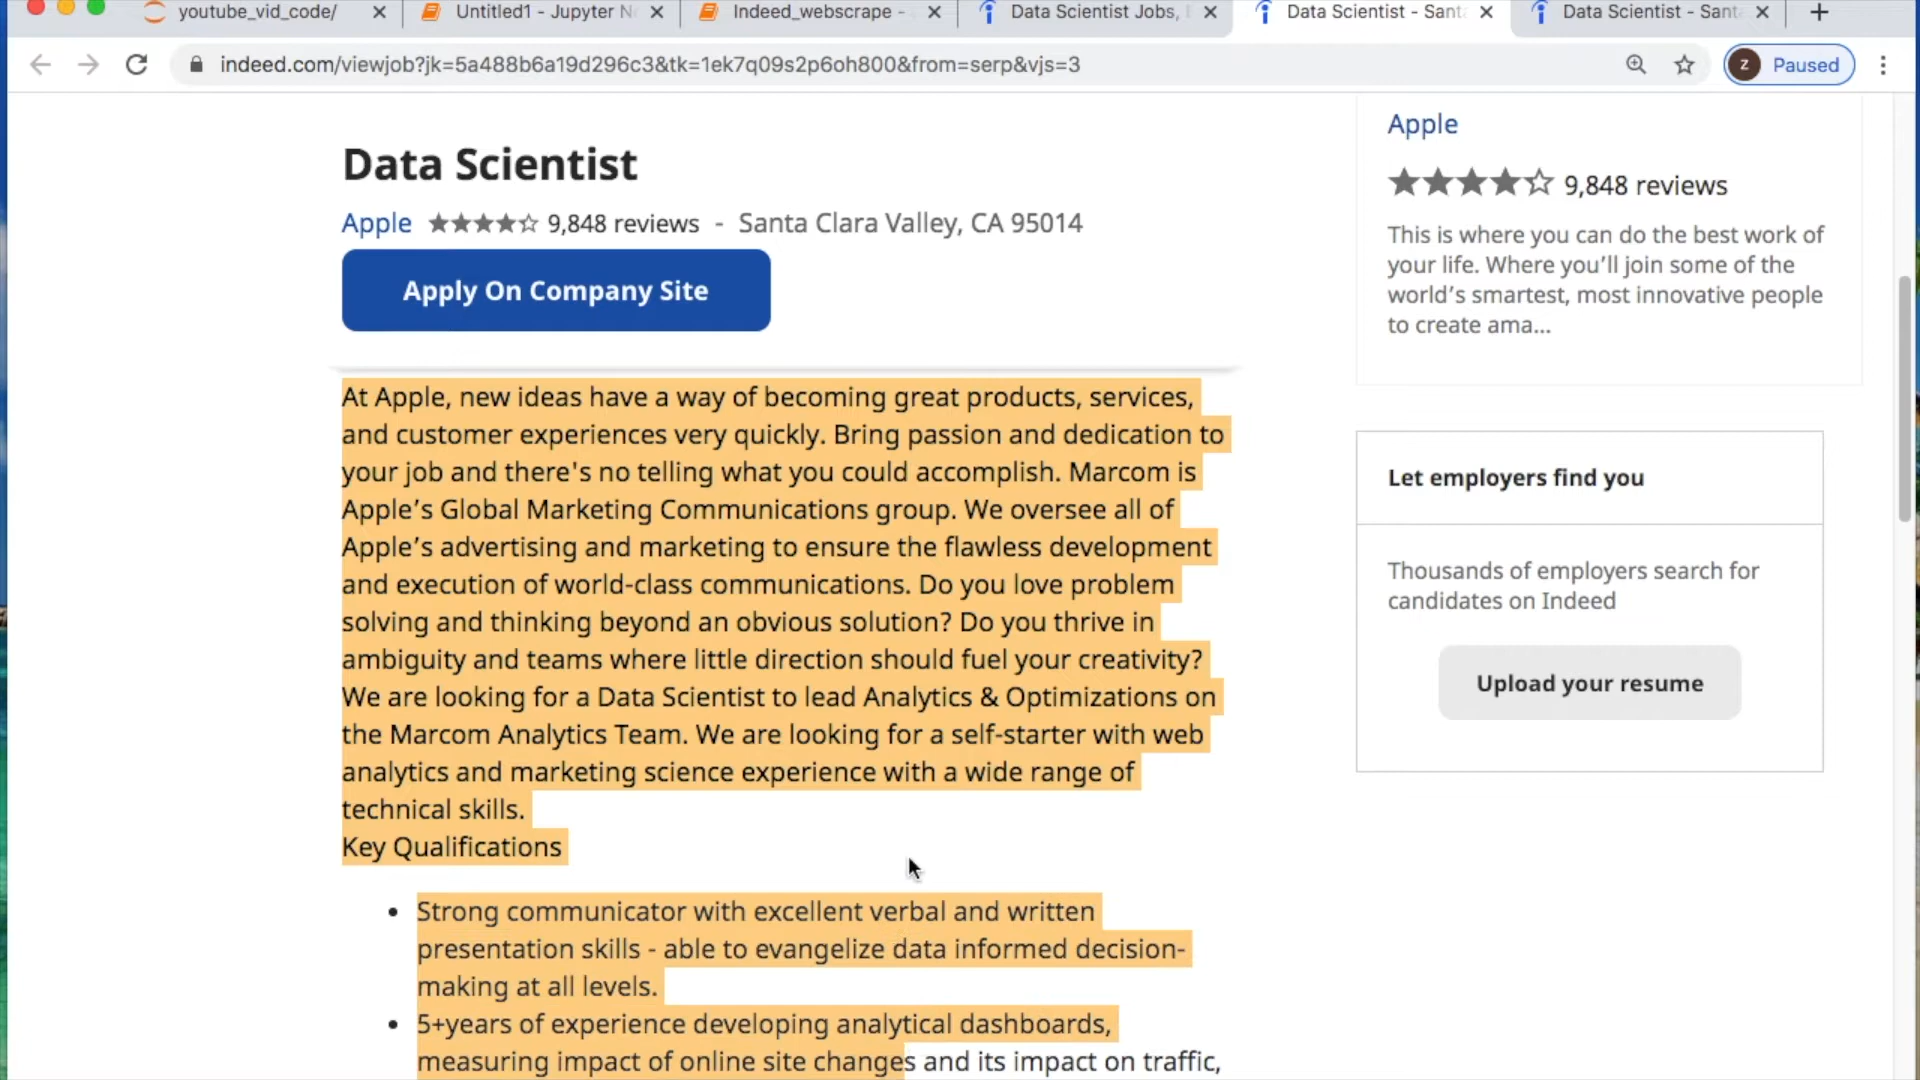 youtube_vid_code/
Untitled1 - Jupyter N
Indeed_webscrape -
Data Scientist Jobs,
Data Scientist - Sant
Data Scientist - Sant
indeed.com/viewjob?jk=5a488b6a19d296c3&tk=1ek7q09s2p6oh800&from=serp&vjs=3
z
Paused
Data Scientist
Apple 9,848 reviews - Santa Clara Valley, CA 95014
Apply On Company Site
At Apple, new ideas have a way of becoming great products, services,
and customer experiences very quickly. Bring passion and dedication to
your job and there's no telling what you could accomplish. Marcom is
Apple’s Global Marketing Communications group. We oversee all of
Apple’s advertising and marketing to ensure the flawless development
and execution of world-class communications. Do you love problem
solving and thinking beyond an obvious solution? Do you thrive in
ambiguity and teams where little direction should fuel your creativity?
We are looking for a Data Scientist to lead Analytics & Optimizations on
the Marcom Analytics Team. We are looking for a self-starter with web
analytics and marketing science experience with a wide range of
technical skills.
Key Qualifications
Strong communicator with excellent verbal and written
presentation skills - able to evangelize data informed decision-
making at all levels.
5+years of experience developing analytical dashboards,
measuring impact of online site changes and its impact on traffic,
Apple
9,848 reviews
This is where you can do the best work of
your life. Where you’ll join some of the
world’s smartest, most innovative people
to create ama...
Let employers find you
Thousands of employers search for
candidates on Indeed
Upload your resume